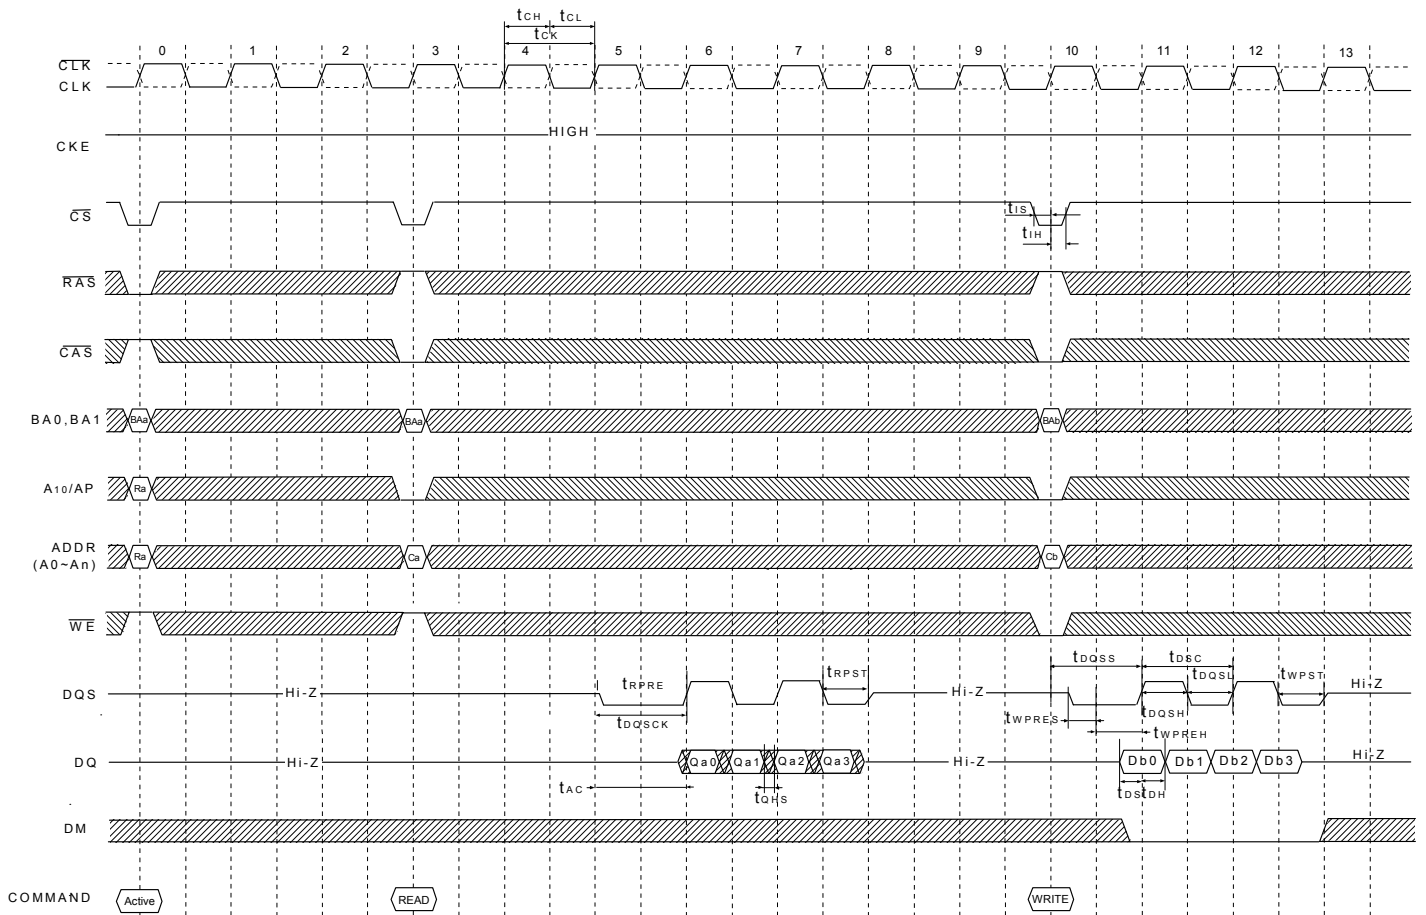 tCH tCL
tCK
0 1 2 3 4 5 6 7 8 9 10 11 12 13
CLK
CLK
HIGH
CKE
CS
tIS
tIH
RAS
CAS
BA0,BA1 BAa BAa BAb
A10/AP Ra
ADDR
(A0~An)
Ra Ca Cb
WE
tDQSS tDSC
tRPRE tRPST tDQSL tWPST
DQS Hi-Z Hi-Z Hi-Z
tDQSCK tWPRES tDQSH
tWPREH
DQ Hi-Z Qa0 Qa1 Qa2 Qa3 Hi-Z Db0 Db1 Db2 Db3 Hi-Z
tAC tQHS tDS tDH
DM
COMMAND Active READ WRITE